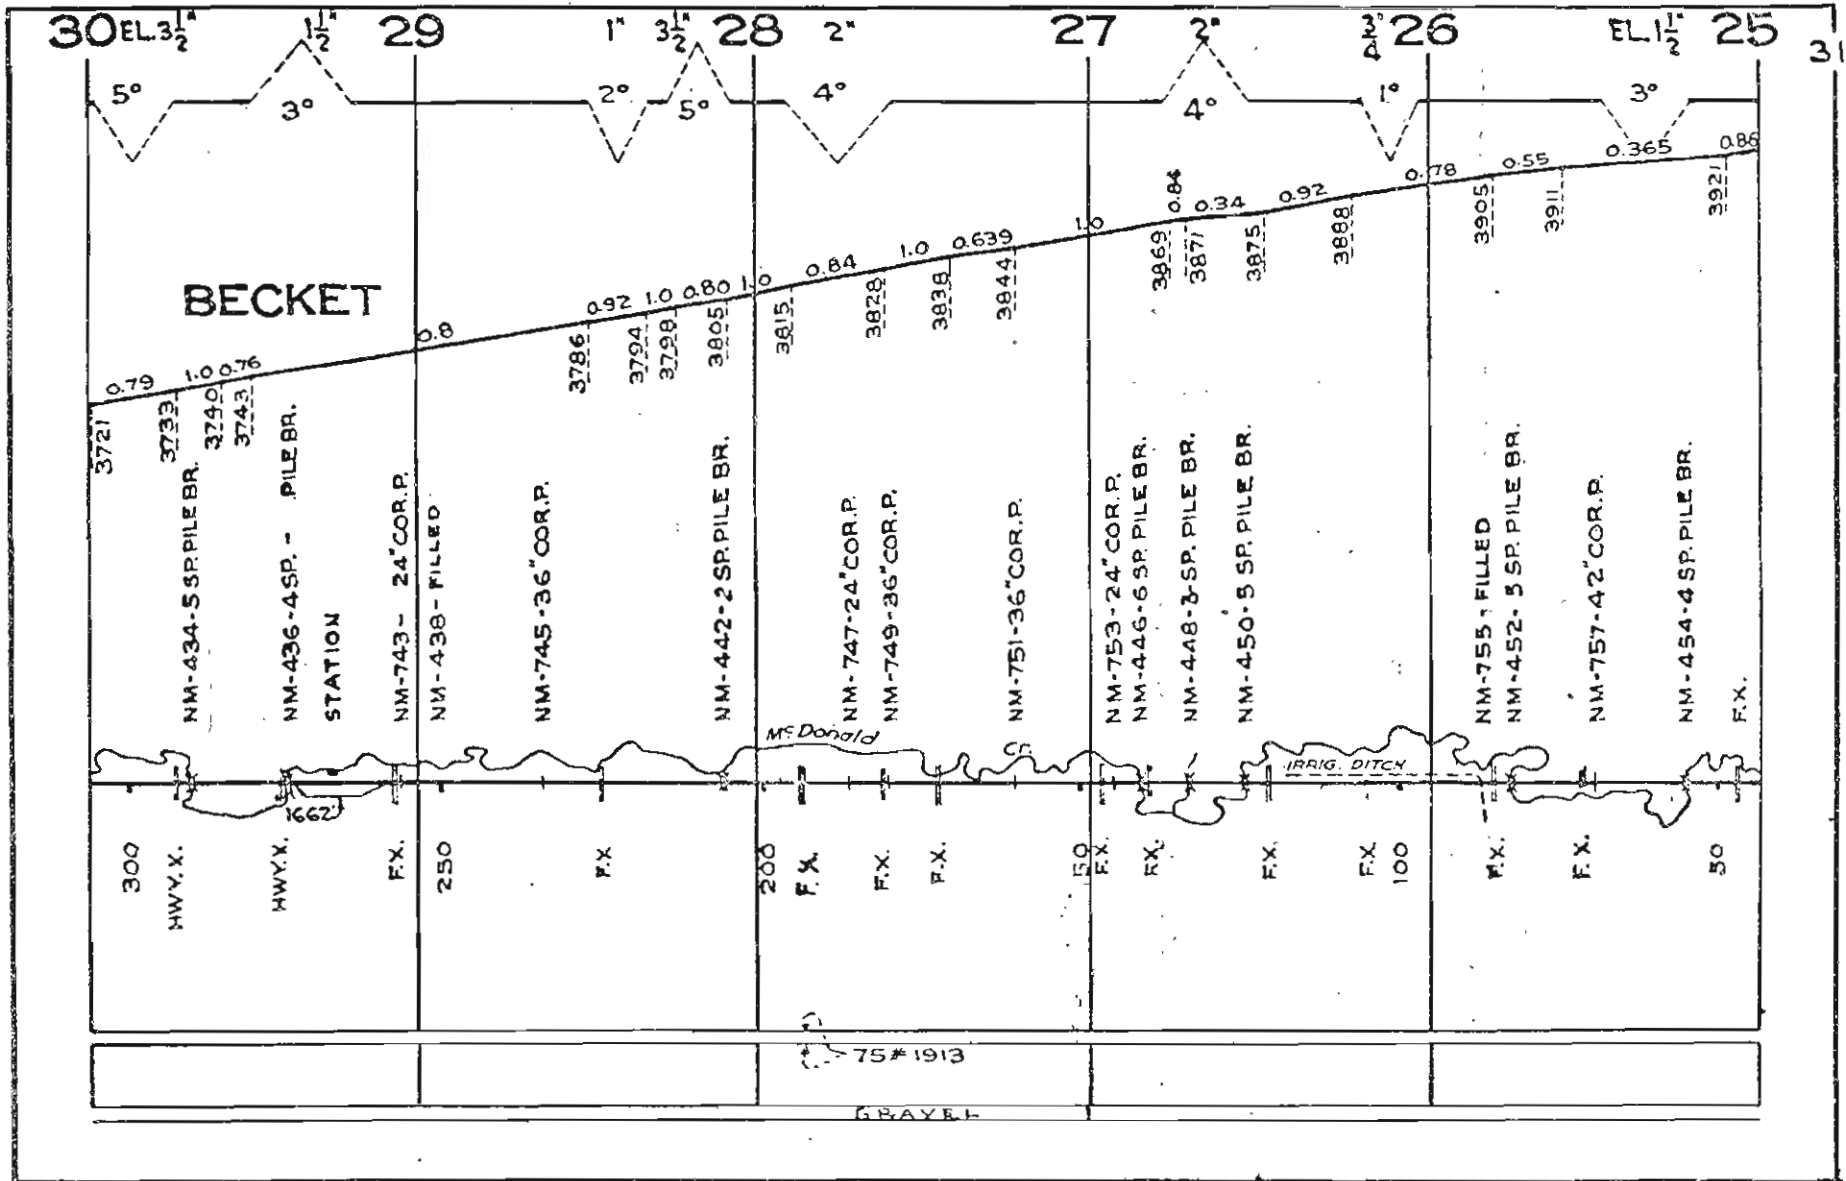 30 EL.3½" 1½" 29 1" 3½" 28 2" 27 2" 26 EL.1½" 25
31
5° 3° 2° 5° 4° 4° 1° 3°
0.79 1.0 0.76 0.8 0.92 1.0 0.80 1.0 0.84 1.0 0.639 1.0 0.84 0.34 0.92 0.78 0.55 0.365 0.86
BECKET
3721 3733 3740 3743 3786 3794 3798 3805 3815 3828 3838 3844 3869 3871 3875 3888 3905 3911 3921
NM-434-5 SP. PILE BR.
NM-436-4 SP. - PILE BR.
STATION
NM-743- 24" COR.P.
NM-438-FILLED
NM-745-36" COR.P.
NM-442-2 SP. PILE BR.
NM-747-24" COR.P.
NM-749-36" COR.P.
NM-751-36" COR.P.
NM-753-24" COR.P.
NM-446-6 SP. PILE BR.
NM-448-3-SP. PILE BR.
NM-450-5 SP. PILE BR.
NM-755-FILLED
NM-452-5 SP. PILE BR.
NM-757-42" COR.P.
NM-454-4 SP. PILE BR.
F.X.
McDonald Cr.
IRRIG. DITCH
1662'
300 HWY.X. HWY.X. F.X. 250 F.X 200 F.X. F.X. F.X. 150 F.X. F.X. F.X. F.X. 100 F.X. F.X. 50
75# 1913
GRAVEL